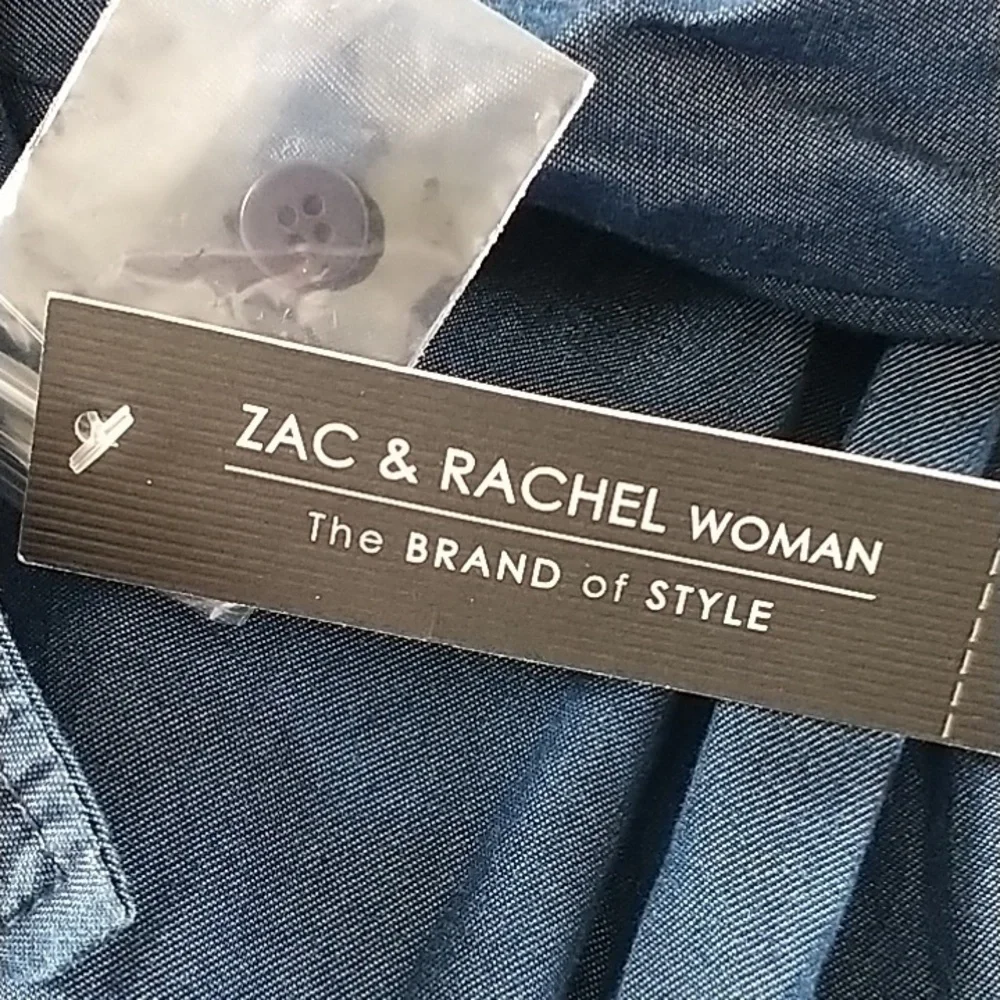 ZAC & RACHEL WOMAN
The BRAND of STYLE